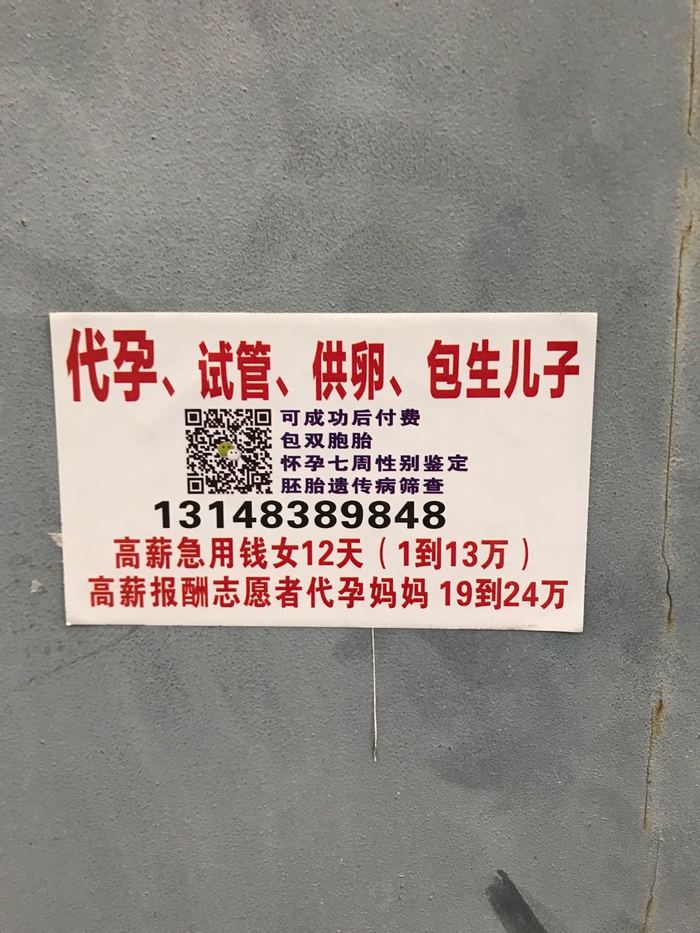 代孕、试管、供卵、包生儿子
可成功后付费
包双胞胎
怀孕七周性别鉴定
胚胎遗传病筛查
13148389848
高薪急用钱女12天（1到13万）
高薪报酬志愿者代孕妈妈 19到24万